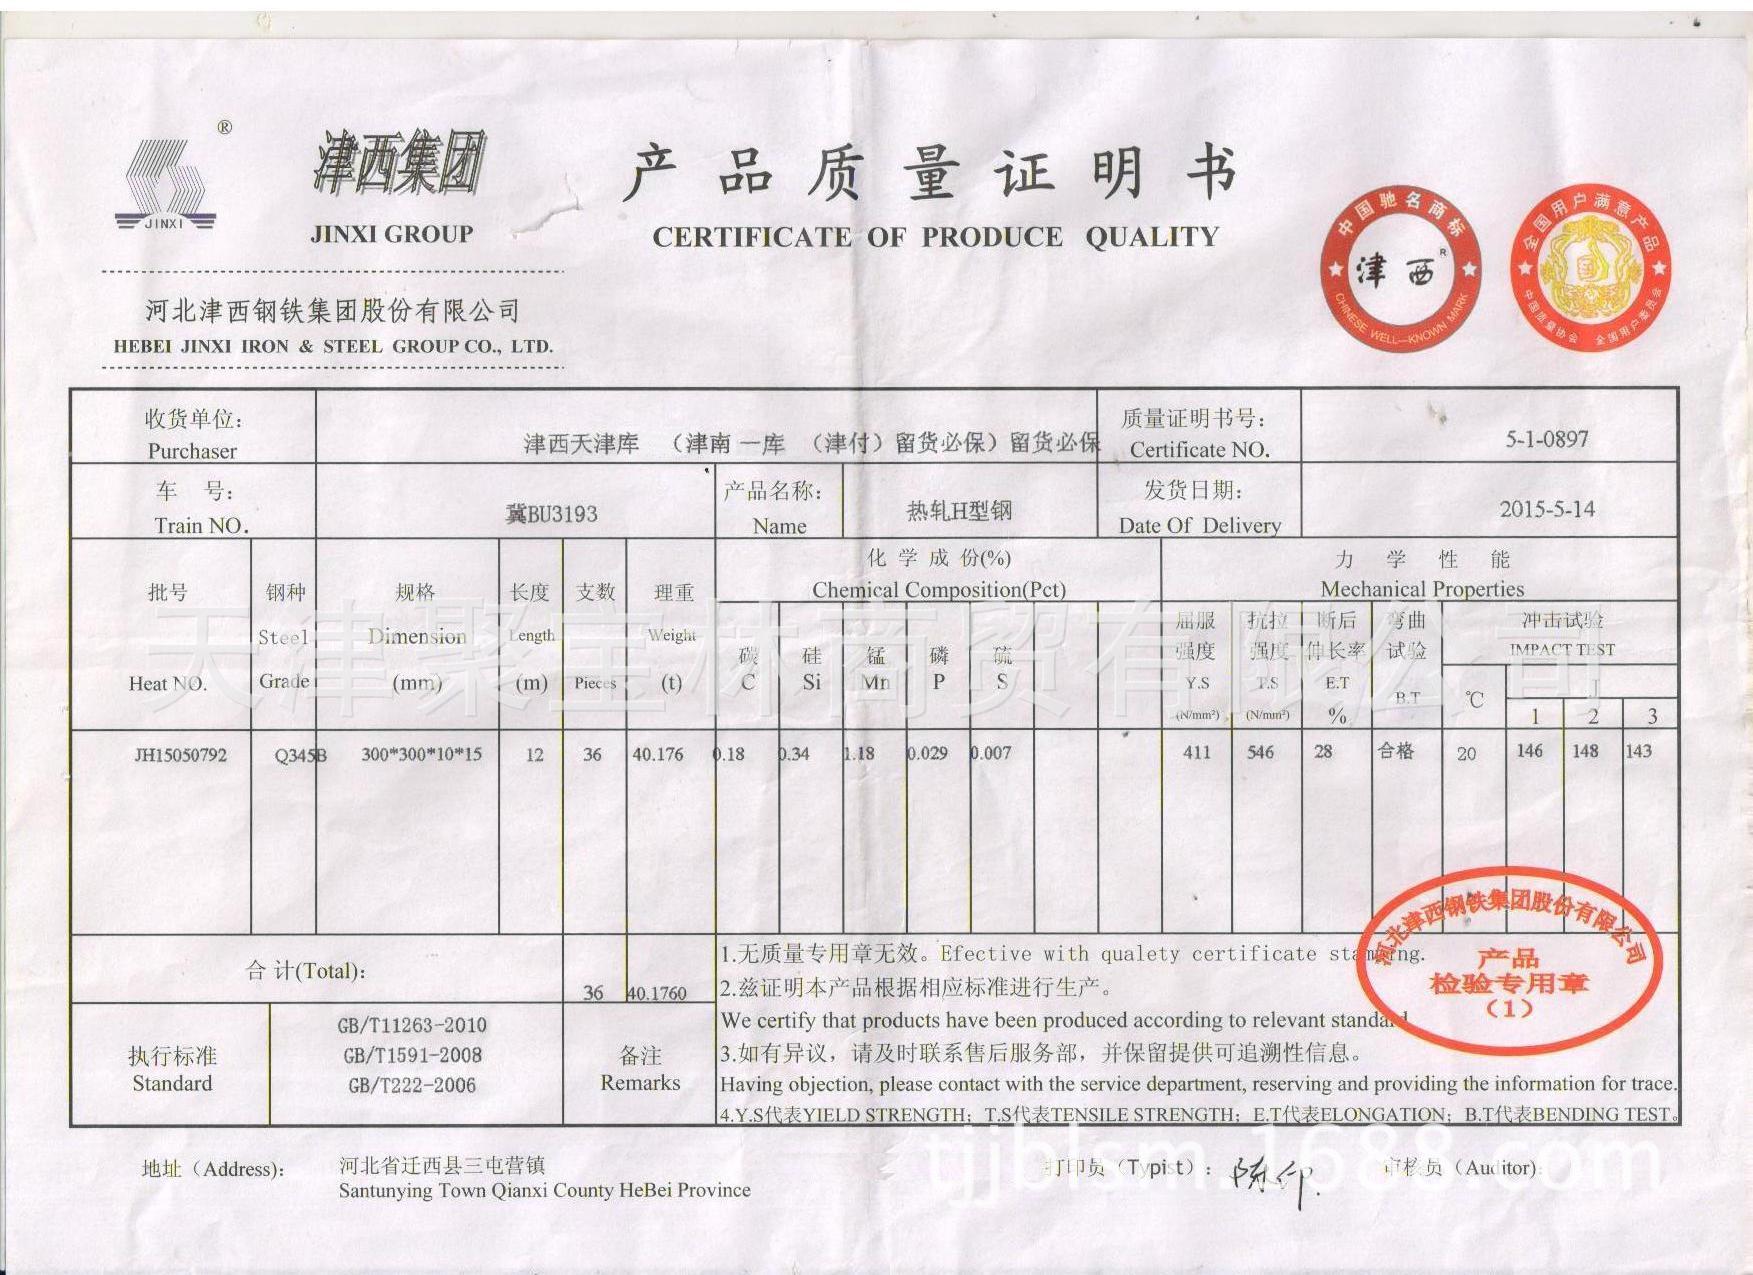 ®
津西集团
产品质量证明书
JINXI
JINXI GROUP
CERTIFICATE OF PRODUCE QUALITY
中国驰名商标
津西®
CHINESE WELL—KNOWN MARK
全国用户满意产品
中国质量协会 全国用户委员会
河北津西钢铁集团股份有限公司
HEBEI JINXI IRON & STEEL GROUP CO., LTD.
收货单位:
Purchaser
津西天津库 （津南一库 （津付）留货必保）留货必保
质量证明书号:
Certificate NO.
5-1-0897
车 号:
Train NO.
冀BU3193
产品名称:
Name
热轧H型钢
发货日期:
Date Of Delivery
2015-5-14
批号
Heat NO.
钢种
Steel
Grade
规格
Dimension
(mm)
长度
Length
(m)
支数
Pieces
理重
Weight
(t)
化 学 成 份(%)
Chemical Composition(Pct)
碳
C
硅
Si
锰
Mn
磷
P
硫
S
力 学 性 能
Mechanical Properties
屈服
强度
Y.S
(N/mm²)
抗拉
强度
T.S
(N/mm²)
断后
伸长率
E.T
%
弯曲
试验
B.T
冲击试验
IMPACT TEST
℃
J
1 2 3
JH15050792 Q345B 300*300*10*15 12 36 40.176 0.18 0.34 1.18 0.029 0.007 411 546 28 合格 20 146 148 143
合 计(Total):
36 40.1760
执行标准
Standard
GB/T11263-2010
GB/T1591-2008
GB/T222-2006
备注
Remarks
1.无质量专用章无效。Efective with qualety certificate stamping.
2.兹证明本产品根据相应标准进行生产。
We certify that products have been produced according to relevant standard
3.如有异议，请及时联系售后服务部，并保留提供可追溯性信息。
Having objection, please contact with the service department, reserving and providing the information for trace.
4.Y.S代表YIELD STRENGTH；T.S代表TENSILE STRENGTH；E.T代表ELONGATION；B.T代表BENDING TEST。
河北津西钢铁集团股份有限公司
产品
检验专用章
（1）
地址（Address):
河北省迁西县三屯营镇
Santunying Town Qianxi County HeBei Province
打印员（Typist）:
审核员（Auditor):
天津聚宝林商贸有限公司
tjjblsm.1688.com